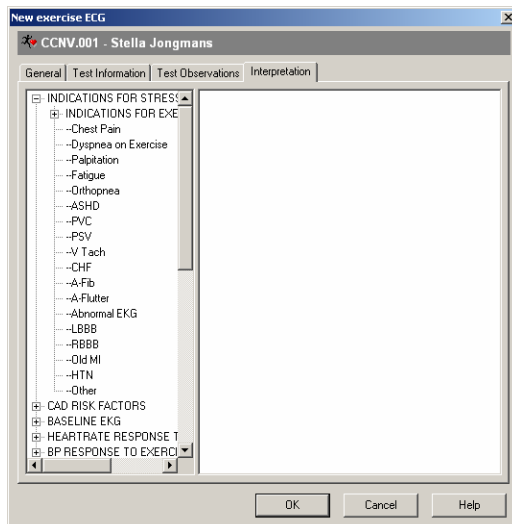 New exercise ECG
CCNV.001 - Stella Jongmans
General Test Information Test Observations Interpretation
INDICATIONS FOR STRESS
INDICATIONS FOR EXE
--Chest Pain
--Dyspnea on Exercise
--Palpitation
--Fatigue
--Orthopnea
--ASHD
--PVC
--PSV
--V Tach
--CHF
--A-Fib
--A-Flutter
--Abnormal EKG
--LBBB
--RBBB
--Old MI
--HTN
--Other
CAD RISK FACTORS
BASELINE EKG
HEARTRATE RESPONSE T
BP RESPONSE TO EXERCI
OK Cancel Help